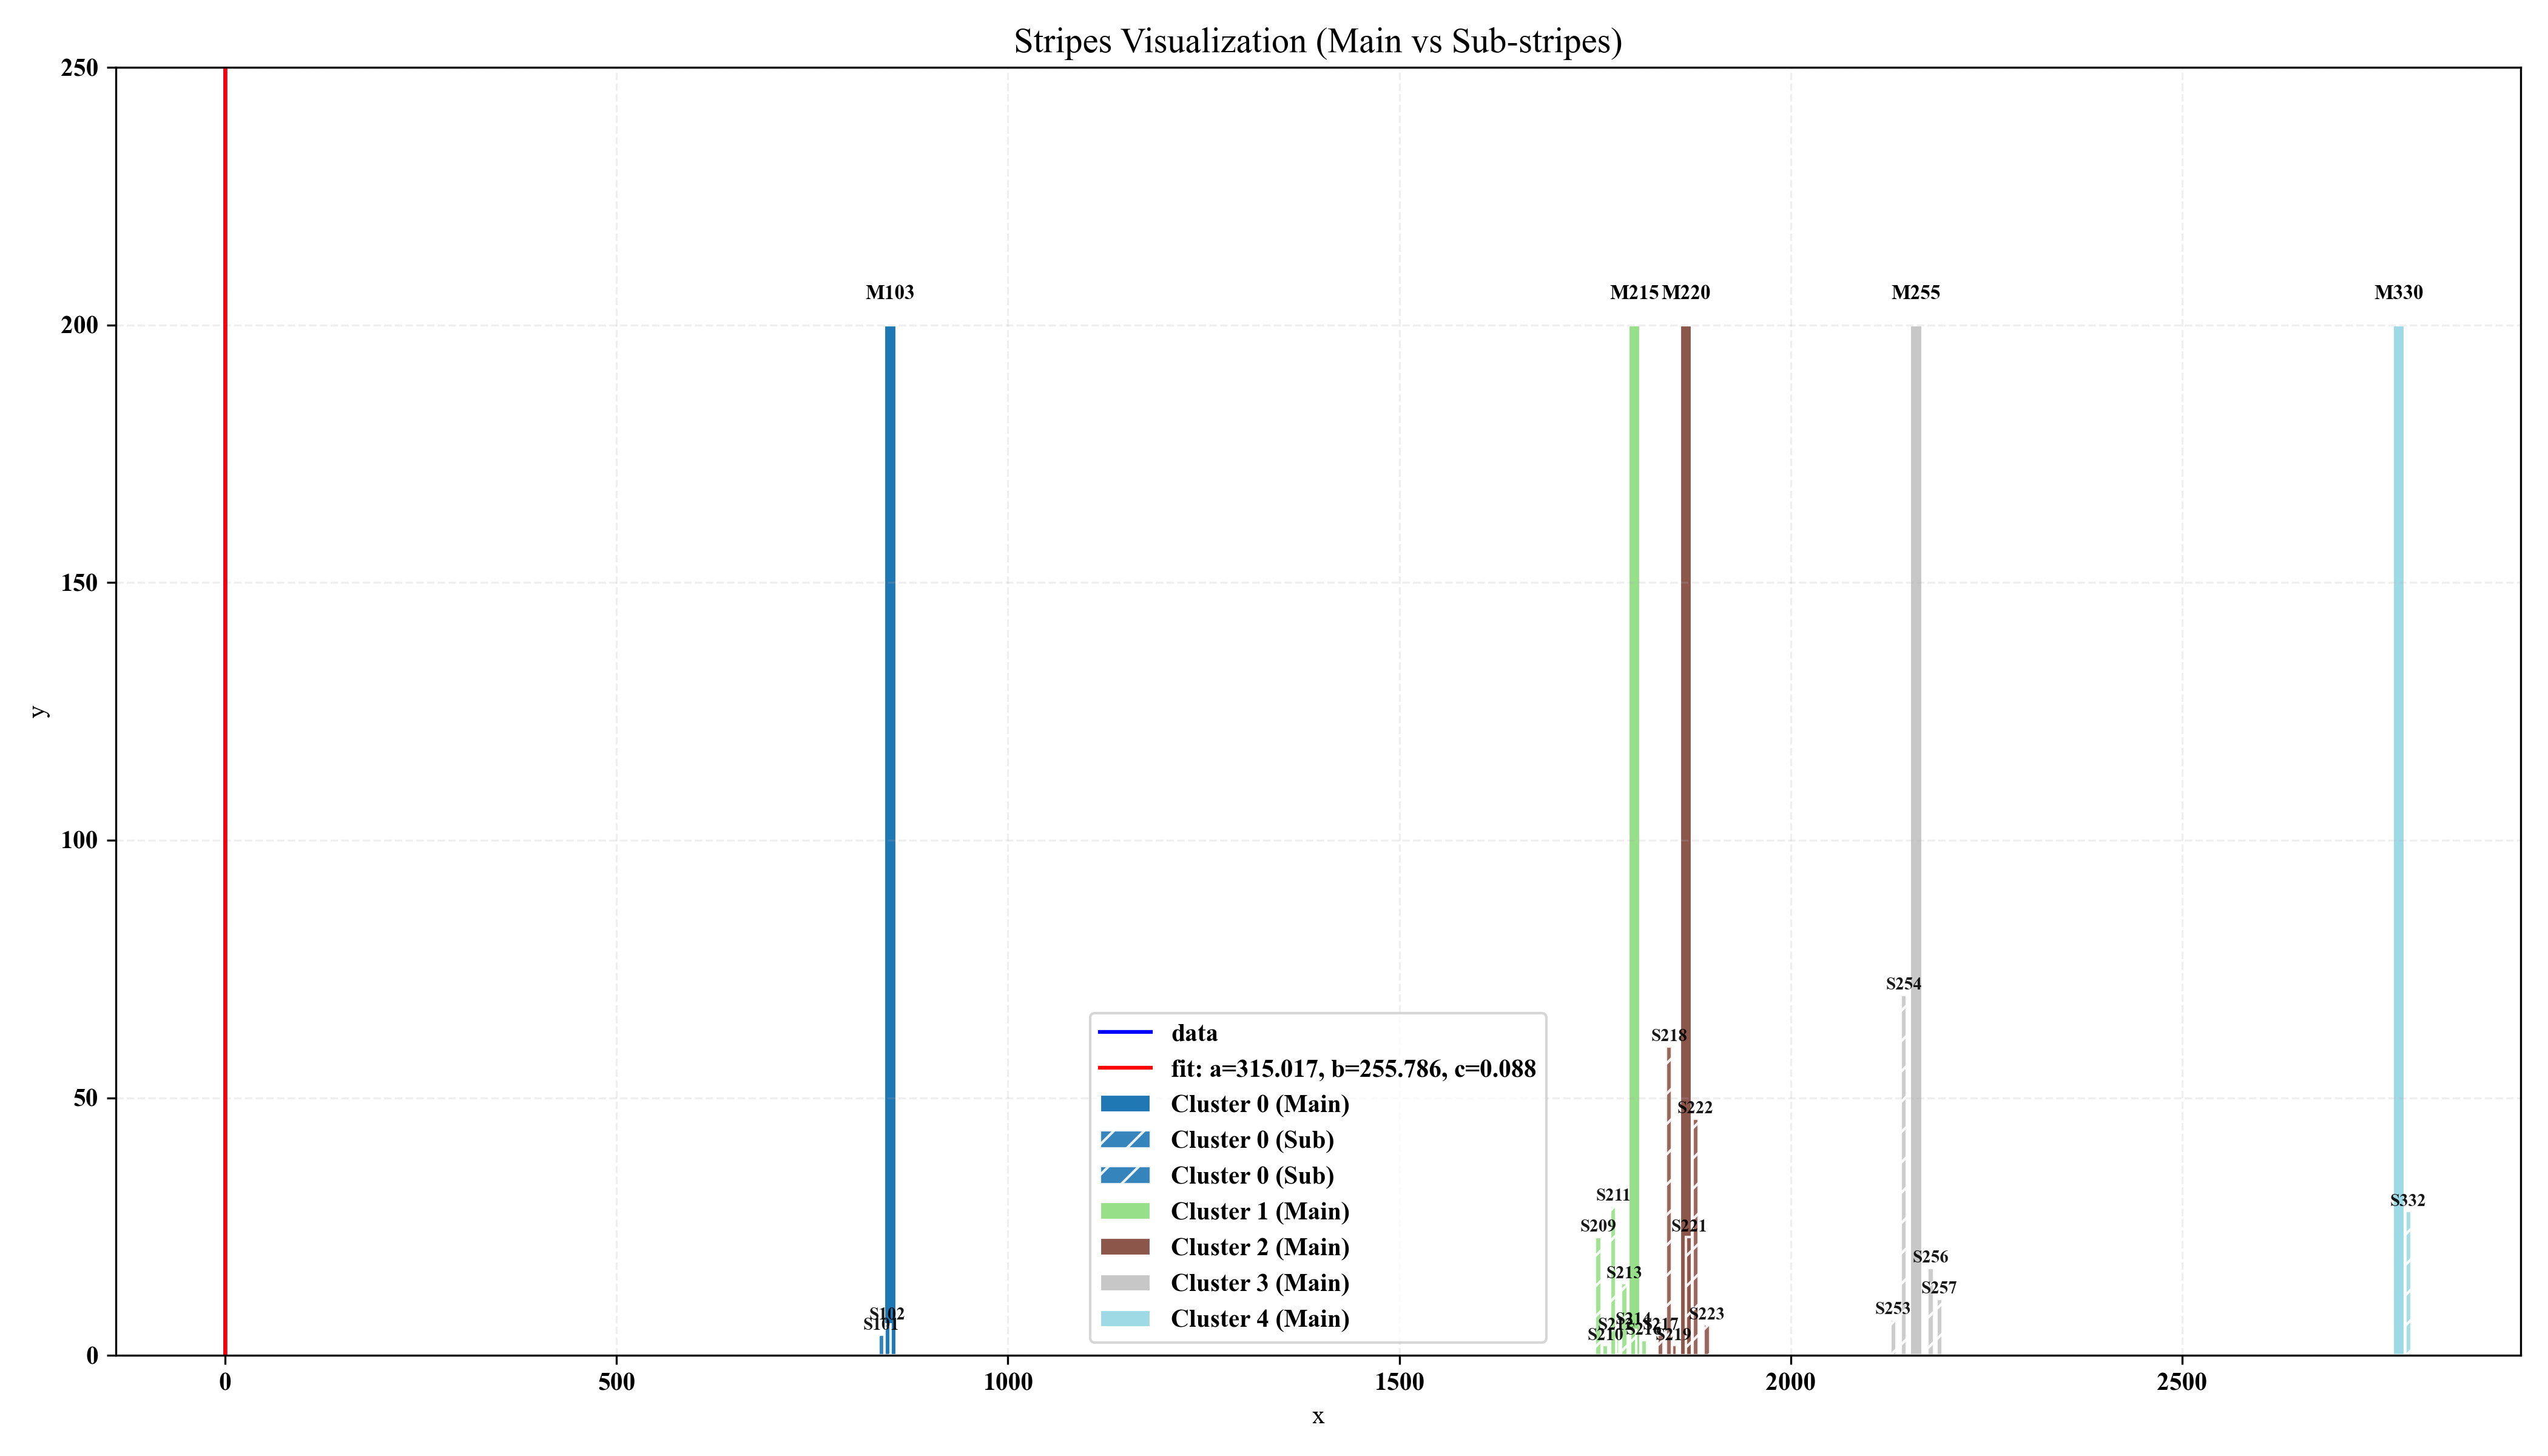 Stripes Visualization (Main vs Sub-stripes)
250
200
150
100
50
0
y
M103
M215
M220
M255
M330
S254
S218
S222
S211
S209
S221
S332
S256
S213
S257
S253
S102
S101
S223
S214
S217
S210
S219
data
fit: a=315.017, b=255.786, c=0.088
Cluster 0 (Main)
Cluster 0 (Sub)
Cluster 0 (Sub)
Cluster 1 (Main)
Cluster 2 (Main)
Cluster 3 (Main)
Cluster 4 (Main)
0
500
1000
1500
2000
2500
x